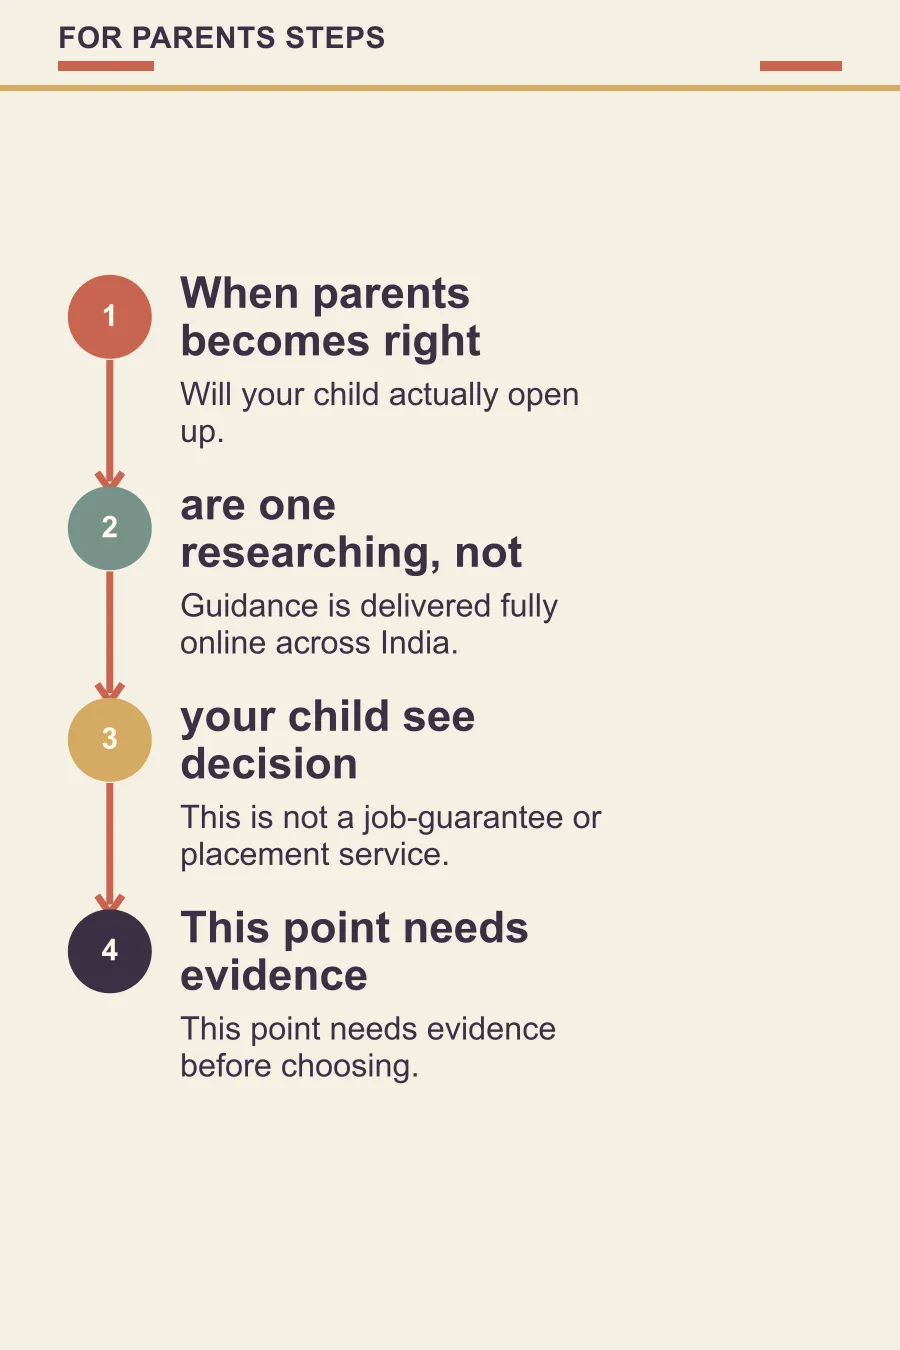 FOR PARENTS STEPS
1
When parents
becomes right
Will your child actually open
up.
2
are one
researching, not
Guidance is delivered fully
online across India.
3
your child see
decision
This is not a job-guarantee or
placement service.
4
This point needs
evidence
This point needs evidence
before choosing.